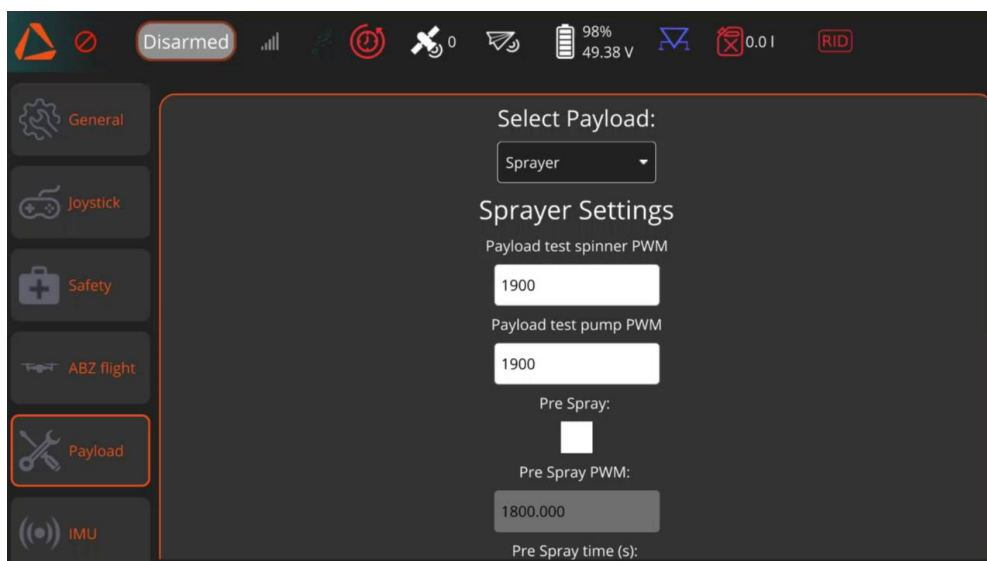 Disarmed
0
98%
49.38 V
0.0 l
RID
General
Joystick
Safety
ABZ flight
Payload
IMU
Select Payload:
Sprayer
Sprayer Settings
Payload test spinner PWM
1900
Payload test pump PWM
1900
Pre Spray:
Pre Spray PWM:
1800.000
Pre Spray time (s):